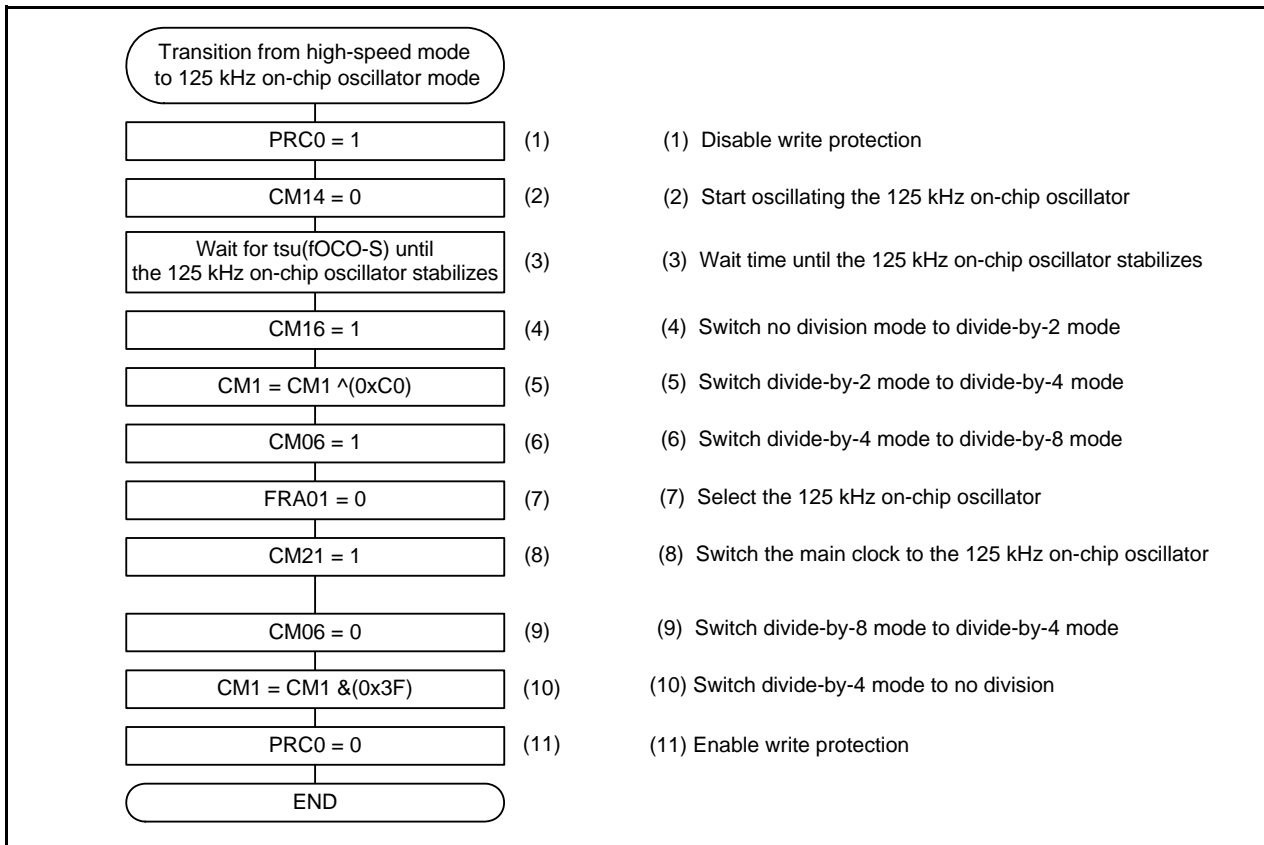 Transition from high-speed mode
to 125 kHz on-chip oscillator mode
PRC0 = 1 (1) (1) Disable write protection
CM14 = 0 (2) (2) Start oscillating the 125 kHz on-chip oscillator
Wait for tsu(fOCO-S) until
the 125 kHz on-chip oscillator stabilizes (3) (3) Wait time until the 125 kHz on-chip oscillator stabilizes
CM16 = 1 (4) (4) Switch no division mode to divide-by-2 mode
CM1 = CM1 ^(0xC0) (5) (5) Switch divide-by-2 mode to divide-by-4 mode
CM06 = 1 (6) (6) Switch divide-by-4 mode to divide-by-8 mode
FRA01 = 0 (7) (7) Select the 125 kHz on-chip oscillator
CM21 = 1 (8) (8) Switch the main clock to the 125 kHz on-chip oscillator
CM06 = 0 (9) (9) Switch divide-by-8 mode to divide-by-4 mode
CM1 = CM1 &(0x3F) (10) (10) Switch divide-by-4 mode to no division
PRC0 = 0 (11) (11) Enable write protection
END